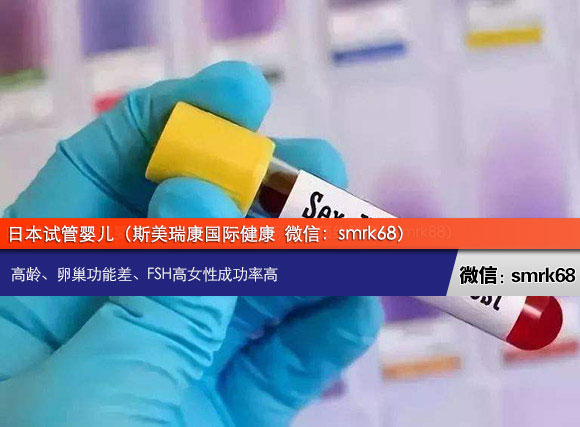 Sex
日本试管婴儿（斯美瑞康国际健康 微信：smrk68）
高龄、卵巢功能差、FSH高女性成功率高
微信：smrk68